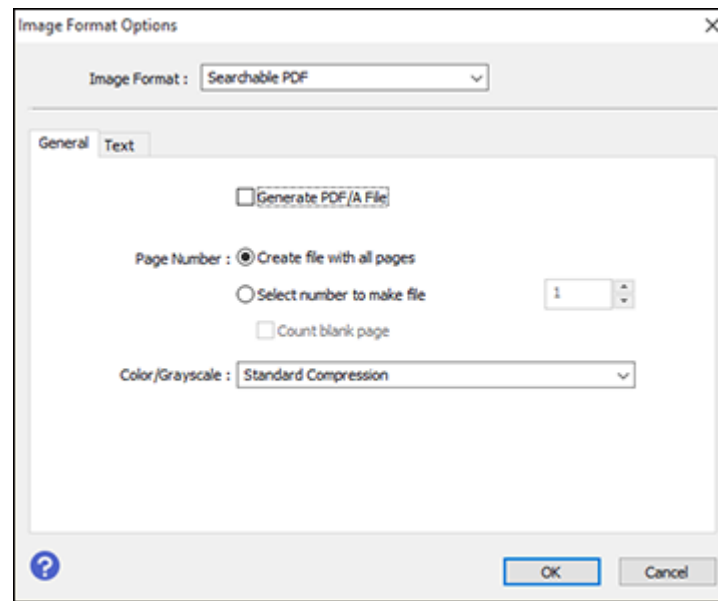 Image Format Options
Image Format : Searchable PDF
General Text
Generate PDF/A File
Page Number : Create file with all pages
Select number to make file 1
Count blank page
Color/Grayscale : Standard Compression
?
OK Cancel